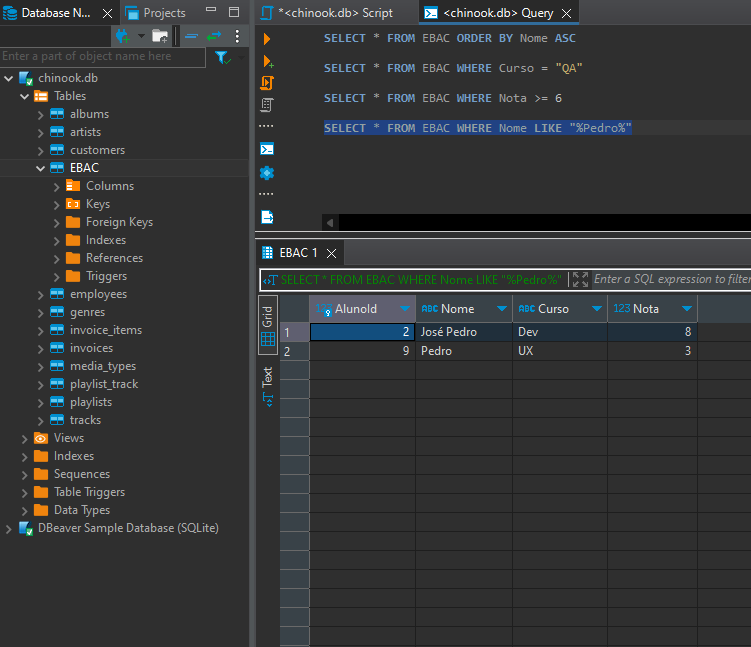 Database N...
Projects
Enter a part of object name here
chinook.db
Tables
albums
artists
customers
EBAC
Columns
Keys
Foreign Keys
Indexes
References
Triggers
employees
genres
invoice_items
invoices
media_types
playlist_track
playlists
tracks
Views
Indexes
Sequences
Table Triggers
Data Types
DBeaver Sample Database (SQLite)
*<chinook.db> Script
<chinook.db> Query
SELECT * FROM EBAC ORDER BY Nome ASC
SELECT * FROM EBAC WHERE Curso = "QA"
SELECT * FROM EBAC WHERE Nota >= 6
SELECT * FROM EBAC WHERE Nome LIKE "%Pedro%"
EBAC 1
SELECT * FROM EBAC WHERE Nome LIKE "%Pedro%"
Enter a SQL expression to filter
Grid
Text
123 AlunoId ABC Nome ABC Curso 123 Nota
1 2 José Pedro Dev 8
2 9 Pedro UX 3